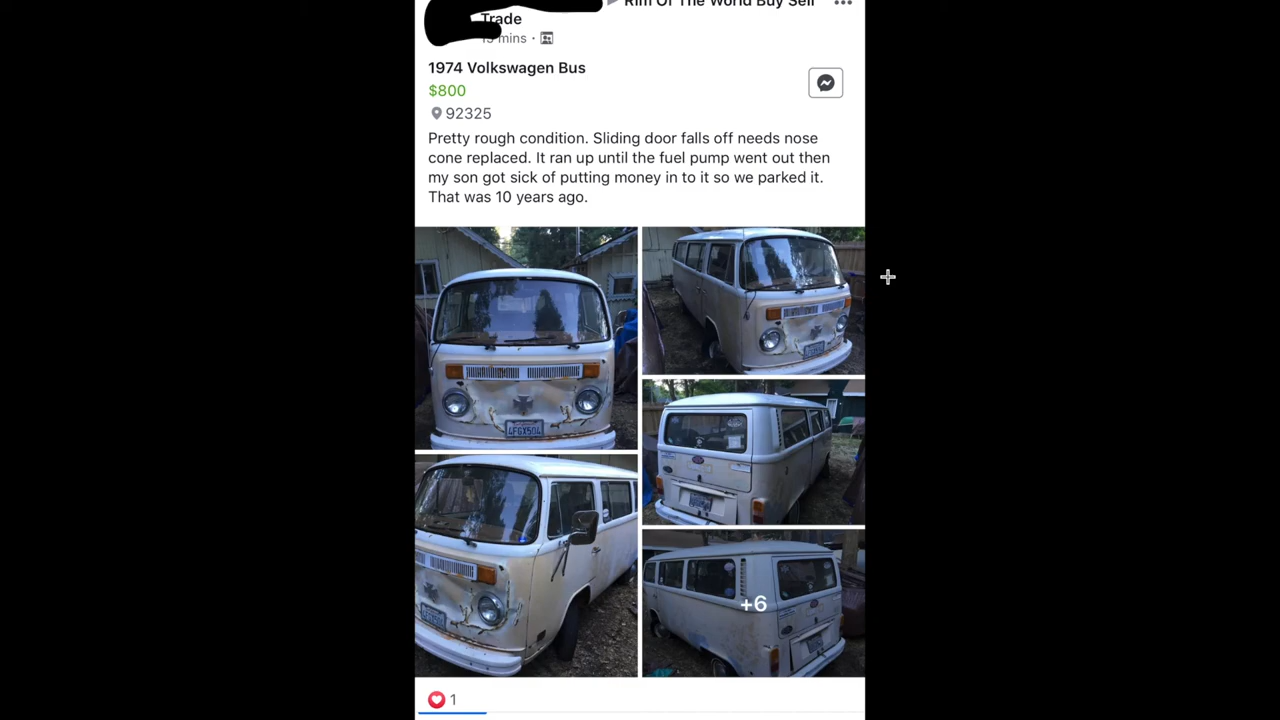 Rim Of The World Buy Sell
Trade
mins ·
1974 Volkswagen Bus
$800
92325
Pretty rough condition. Sliding door falls off needs nose
cone replaced. It ran up until the fuel pump went out then
my son got sick of putting money in to it so we parked it.
That was 10 years ago.
4FGX504
+6
1